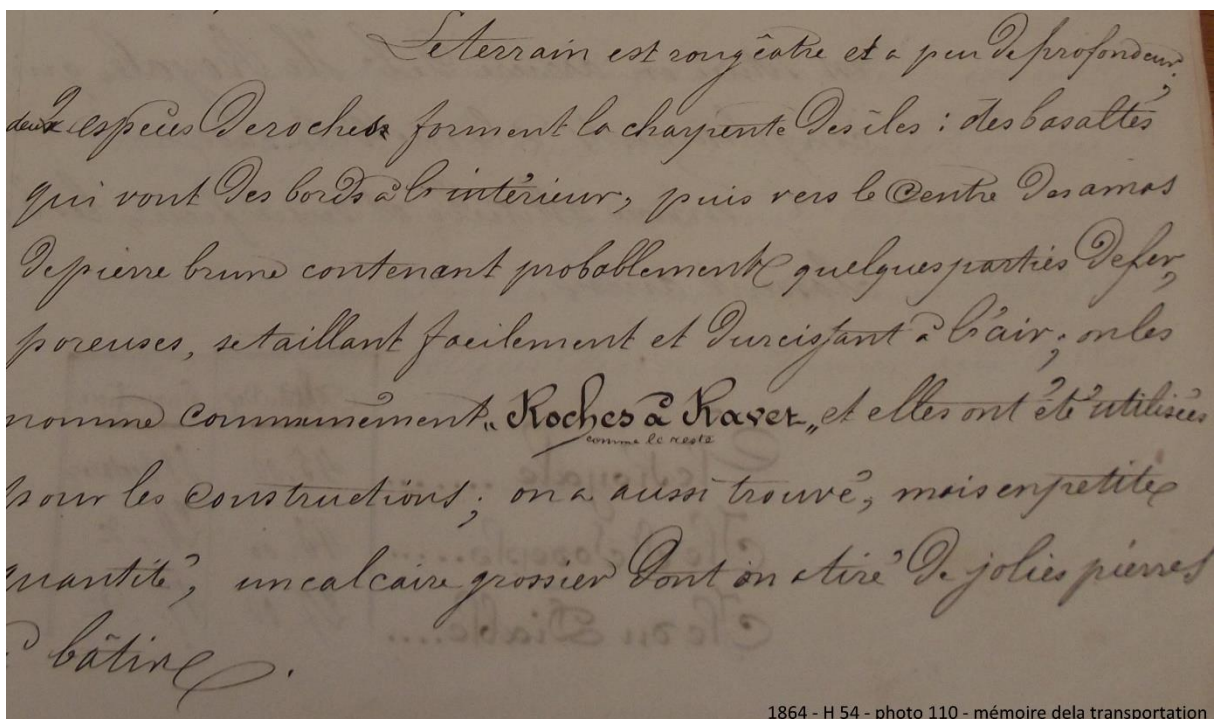 Le terrain est rougêatre et a peu de profondeur;
deux espèces de roches forment la charpente des îles : des basaltes
qui vont des bords à l'intérieur, puis vers le Centre des amas
de pierre brune contenant probablement quelques parties de fer,
poreuses, se taillant facilement et durcissant à l'air ; on les
nomme communément „ Roches à Ravet „ et elles ont été utilisées
comme le reste
pour les constructions ; on a aussi trouvé, mais en petite
quantité, un calcaire grossier dont on a tiré de jolies pierres
à bâtir.
1864 - H 54 - photo 110 - mémoire dela transportation